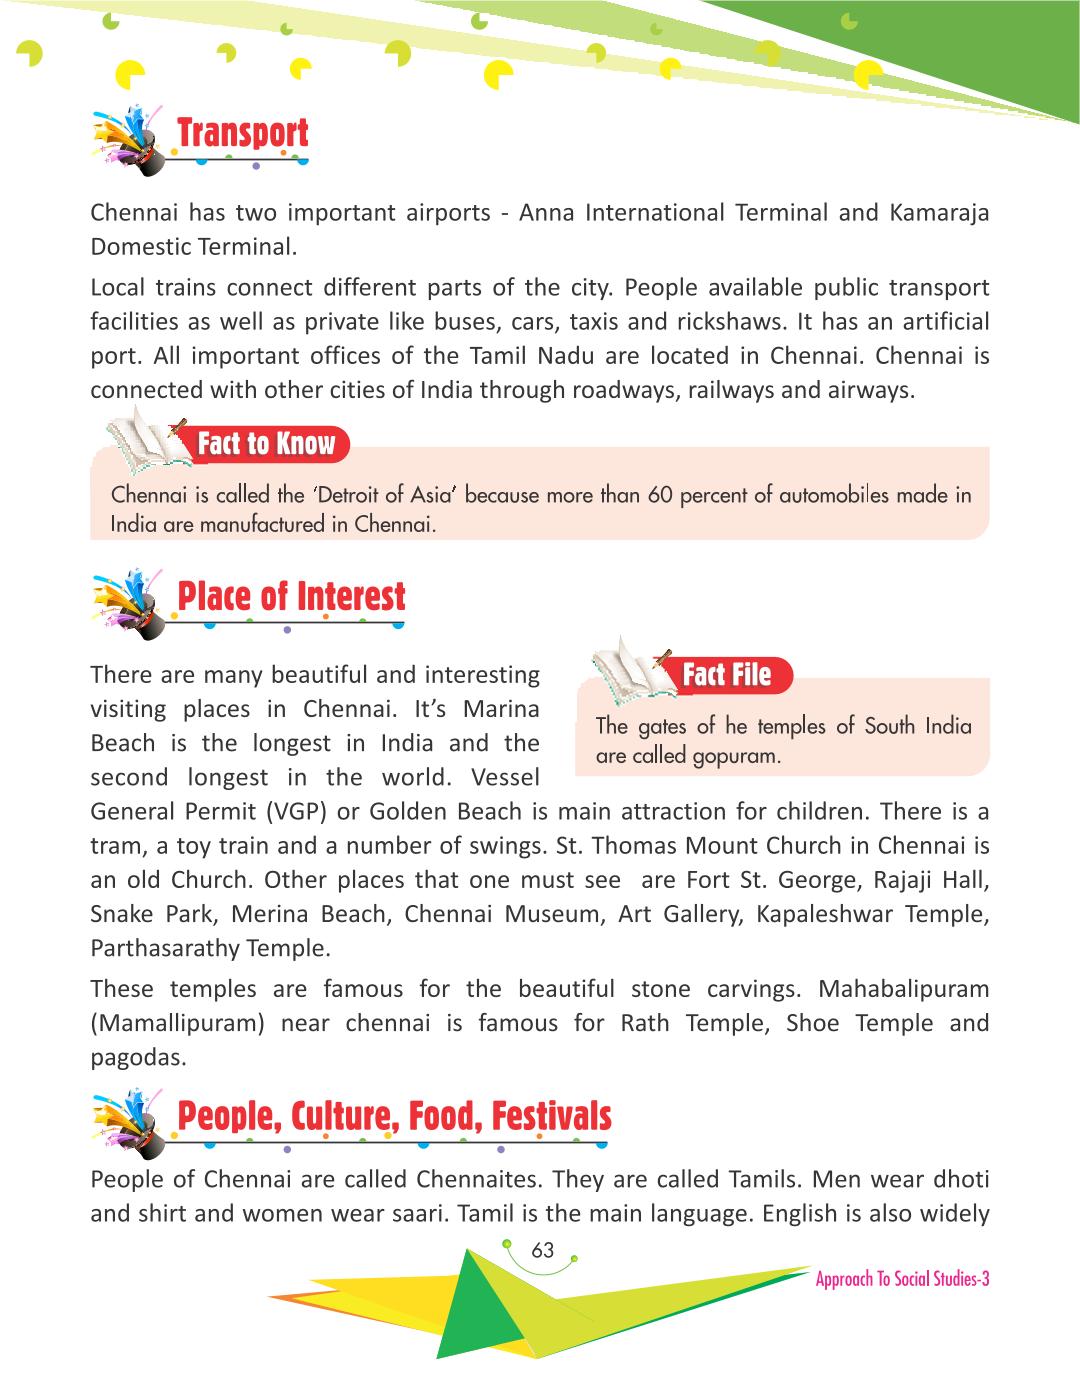 Transport
Chennai has two important airports - Anna International Terminal and Kamaraja
Domestic Terminal.
Local trains connect different parts of the city. People available public transport
facilities as well as private like buses, cars, taxis and rickshaws. It has an artificial
port. All important offices of the Tamil Nadu are located in Chennai. Chennai is
connected with other cities of India through roadways, railways and airways.
Fact to Know
Chennai is called the ‘Detroit of Asia’ because more than 60 percent of automobiles made in
India are manufactured in Chennai.
Place of Interest
There are many beautiful and interesting
visiting places in Chennai. It’s Marina
Beach is the longest in India and the
second longest in the world. Vessel
Fact File
The gates of he temples of South India
are called gopuram.
General Permit (VGP) or Golden Beach is main attraction for children. There is a
tram, a toy train and a number of swings. St. Thomas Mount Church in Chennai is
an old Church. Other places that one must see are Fort St. George, Rajaji Hall,
Snake Park, Merina Beach, Chennai Museum, Art Gallery, Kapaleshwar Temple,
Parthasarathy Temple.
These temples are famous for the beautiful stone carvings. Mahabalipuram
(Mamallipuram) near chennai is famous for Rath Temple, Shoe Temple and
pagodas.
People, Culture, Food, Festivals
People of Chennai are called Chennaites. They are called Tamils. Men wear dhoti
and shirt and women wear saari. Tamil is the main language. English is also widely
63
Approach To Social Studies-3